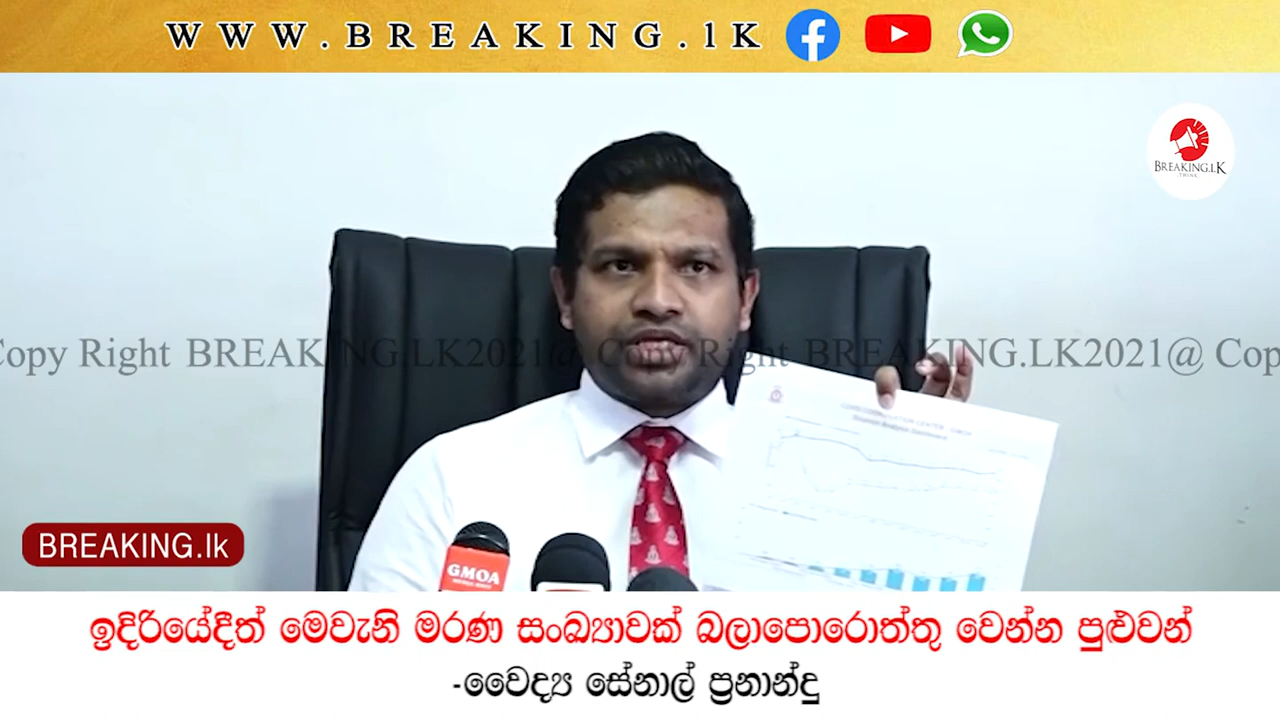 WWW.BREAKING.lK
BREAKING.LK
Copy Right BREAKING.LK2021@ Copy Right BREAKING.LK2021@ Cop
BREAKING.lk
GMOA
ඉදිරියේදීත් මෙවැනි මරණ සංඛ්‍යාවක් බලාපොරොත්තු වෙන්න පුළුවන්
-වෛද්‍ය සේනාල් ප්‍රනාන්දු